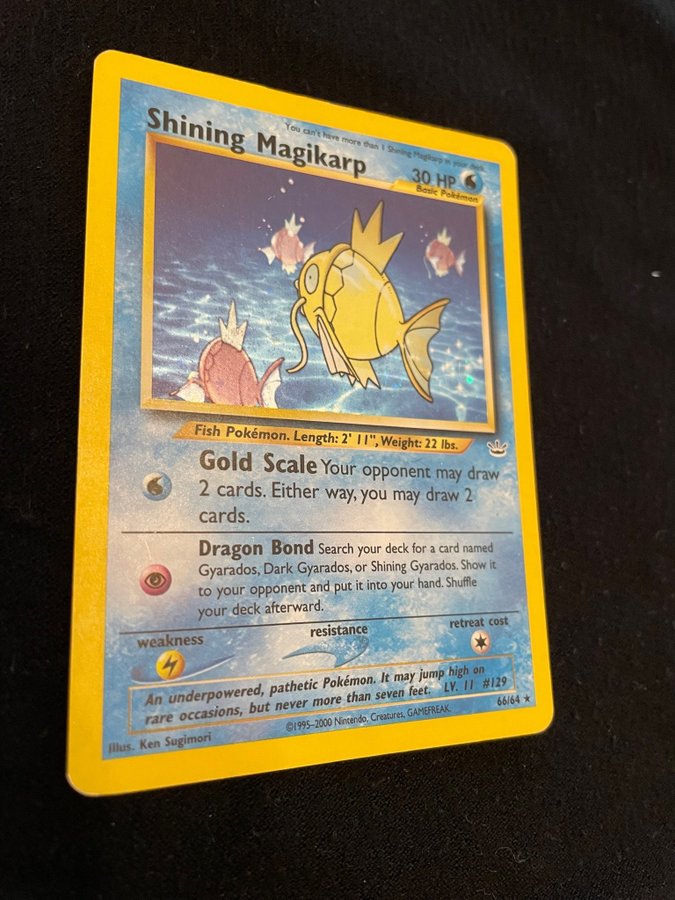 Shining Magikarp
You can't have more than 1 Shining Magikarp in your deck.
30 HP
Basic Pokémon
Fish Pokémon. Length: 2' 11", Weight: 22 lbs.
Gold Scale Your opponent may draw
2 cards. Either way, you may draw 2
cards.
Dragon Bond Search your deck for a card named
Gyarados, Dark Gyarados, or Shining Gyarados. Show it
to your opponent and put it into your hand. Shuffle
your deck afterward.
weakness
resistance
retreat cost
An underpowered, pathetic Pokémon. It may jump high on
rare occasions, but never more than seven feet. LV. 11 #129
Illus. Ken Sugimori
©1995-2000 Nintendo, Creatures, GAMEFREAK.
66/64 ★